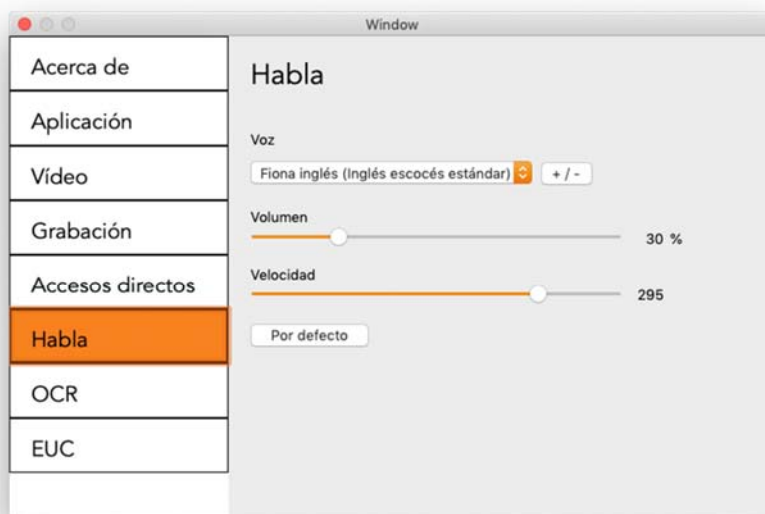 Window
Acerca de
Aplicación
Vídeo
Grabación
Accesos directos
Habla
OCR
EUC
Habla
Voz
Fiona inglés (Inglés escocés estándar)
+ / -
Volumen
30 %
Velocidad
295
Por defecto